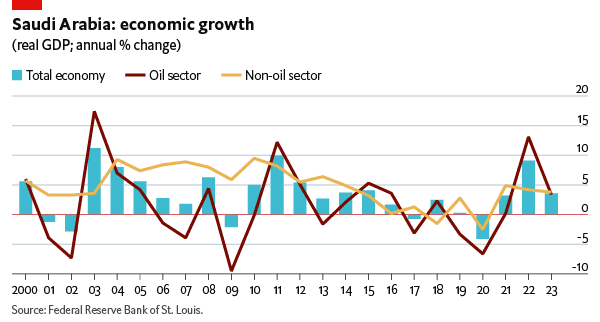 Saudi Arabia: economic growth
(real GDP; annual % change)
Total economy Oil sector Non-oil sector
20
15
10
5
0
-5
-10
2000 01 02 03 04 05 06 07 08 09 10 11 12 13 14 15 16 17 18 19 20 21 22 23
Source: Federal Reserve Bank of St. Louis.